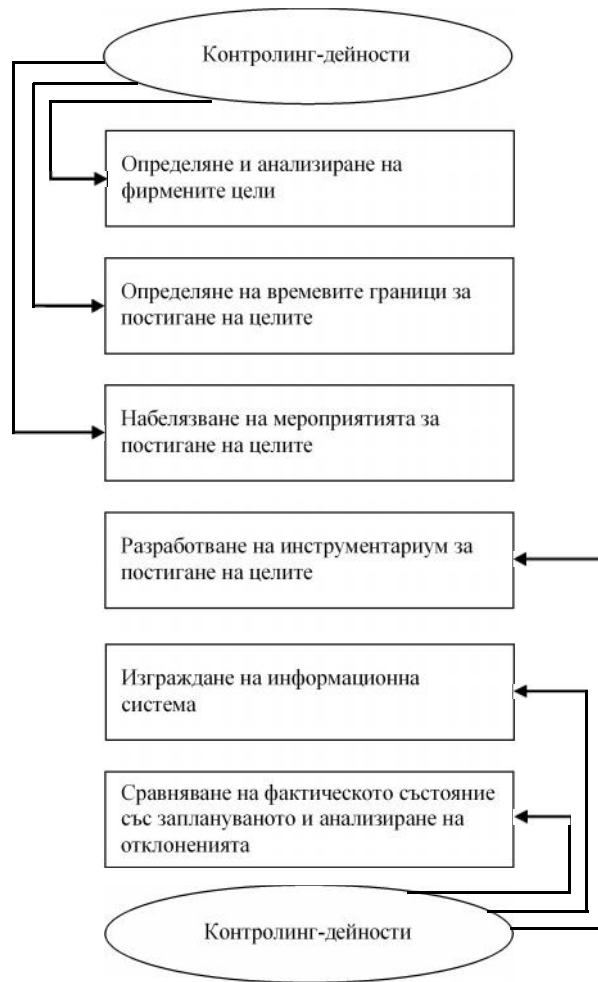 Контролинг-дейности
Определяне и анализиране на
фирмените цели
Определяне на времевите граници за
постигане на целите
Набелязване на мероприятията за
постигане на целите
Разработване на инструментариум за
постигане на целите
Изграждане на информационна
система
Сравняване на фактическото състояние
със заплануваното и анализиране на
отклоненията
Контролинг-дейности